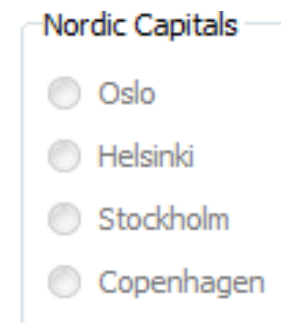 Nordic Capitals
Oslo
Helsinki
Stockholm
Copenhagen